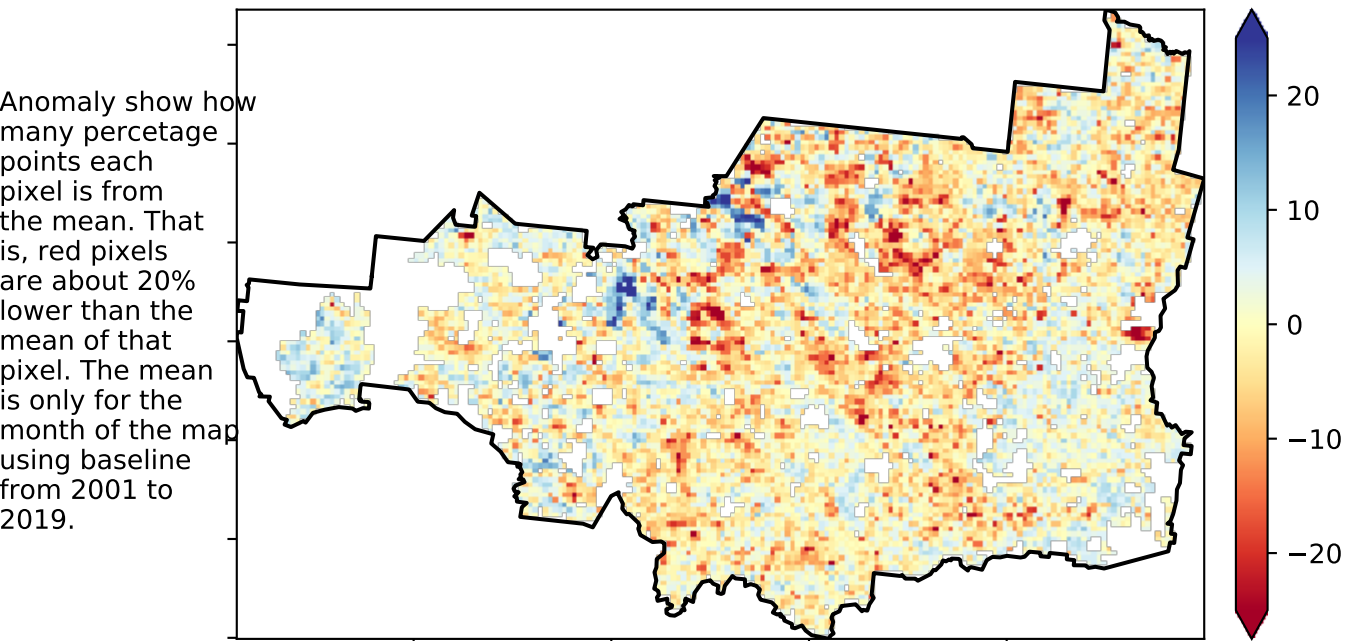 Anomaly show how
many percetage
points each
pixel is from
the mean. That
is, red pixels
are about 20%
lower than the
mean of that
pixel. The mean
is only for the
month of the map
using baseline
from 2001 to
2019.
20
10
0
−10
−20